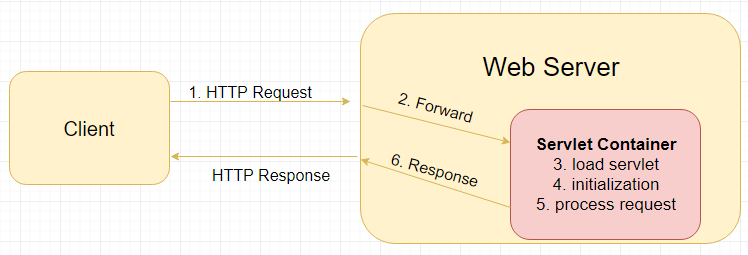 Client
1. HTTP Request
HTTP Response
Web Server
2. Forward
6. Response
Servlet Container
3. load servlet
4. initialization
5. process request